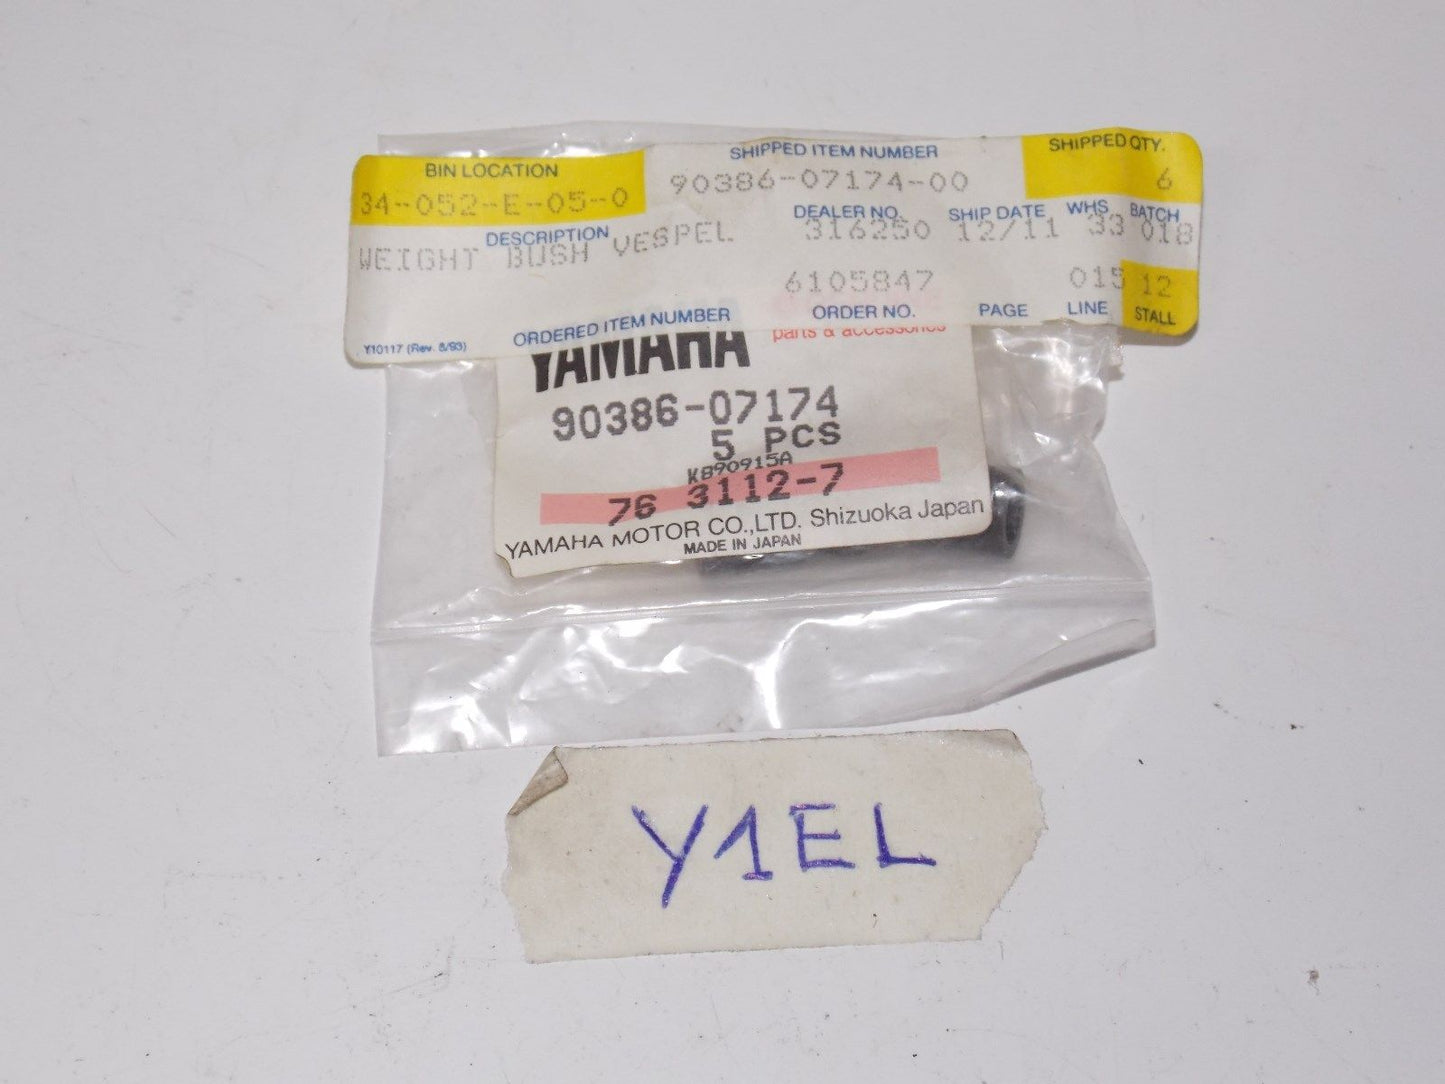 BIN LOCATION
34-052-E-05-0
SHIPPED ITEM NUMBER
90386-07174-00
SHIPPED QTY.
6
DESCRIPTION
WEIGHT BUSH VESPEL
DEALER NO.
316250
SHIP DATE
12/11
WHS
33
BATCH
018
6105847
015
12
ORDERED ITEM NUMBER
ORDER NO.
PAGE
LINE
STALL
Y10117 (Rev. 8/93)
YAMAHA
parts & accessories
90386-07174
5 PCS
K890915A
76 3112-7
YAMAHA MOTOR CO.,LTD. Shizuoka Japan
MADE IN JAPAN
Y1EL